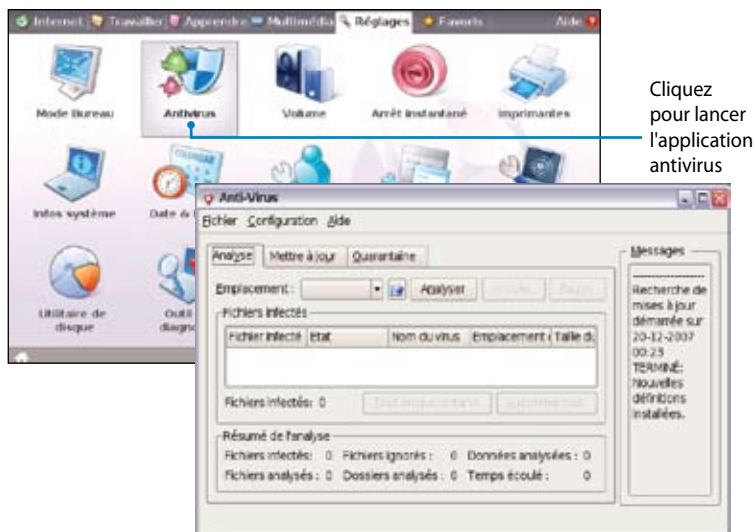 Internet Travailler Apprendre Multimédia Réglages Favoris Aide
Mode Bureau Antivirus Volume Arrêt Instantané Imprimantes
Infos système Date &
Utilitaire de disque Outil diagno
Cliquez
pour lancer
l'application
antivirus
Anti-Virus
Fichier Configuration Aide
Analyse Mettre à jour Quarantaine
Emplacement : Analyser
Fichiers infectés
Fichier infecté Etat Nom du virus Emplacement Taille du
Fichiers infectés: 0
Résumé de l'analyse
Fichiers infectés: 0 Fichiers ignorés : 0 Données analysées : 0
Fichiers analysés : 0 Dossiers analysés : 0 Temps écoulé : 0
Messages
----------------
Recherche de
mises à jour
démarrée sur
20-12-2007
00:23
TERMINÉ:
Nouvelles
définitions
installées.